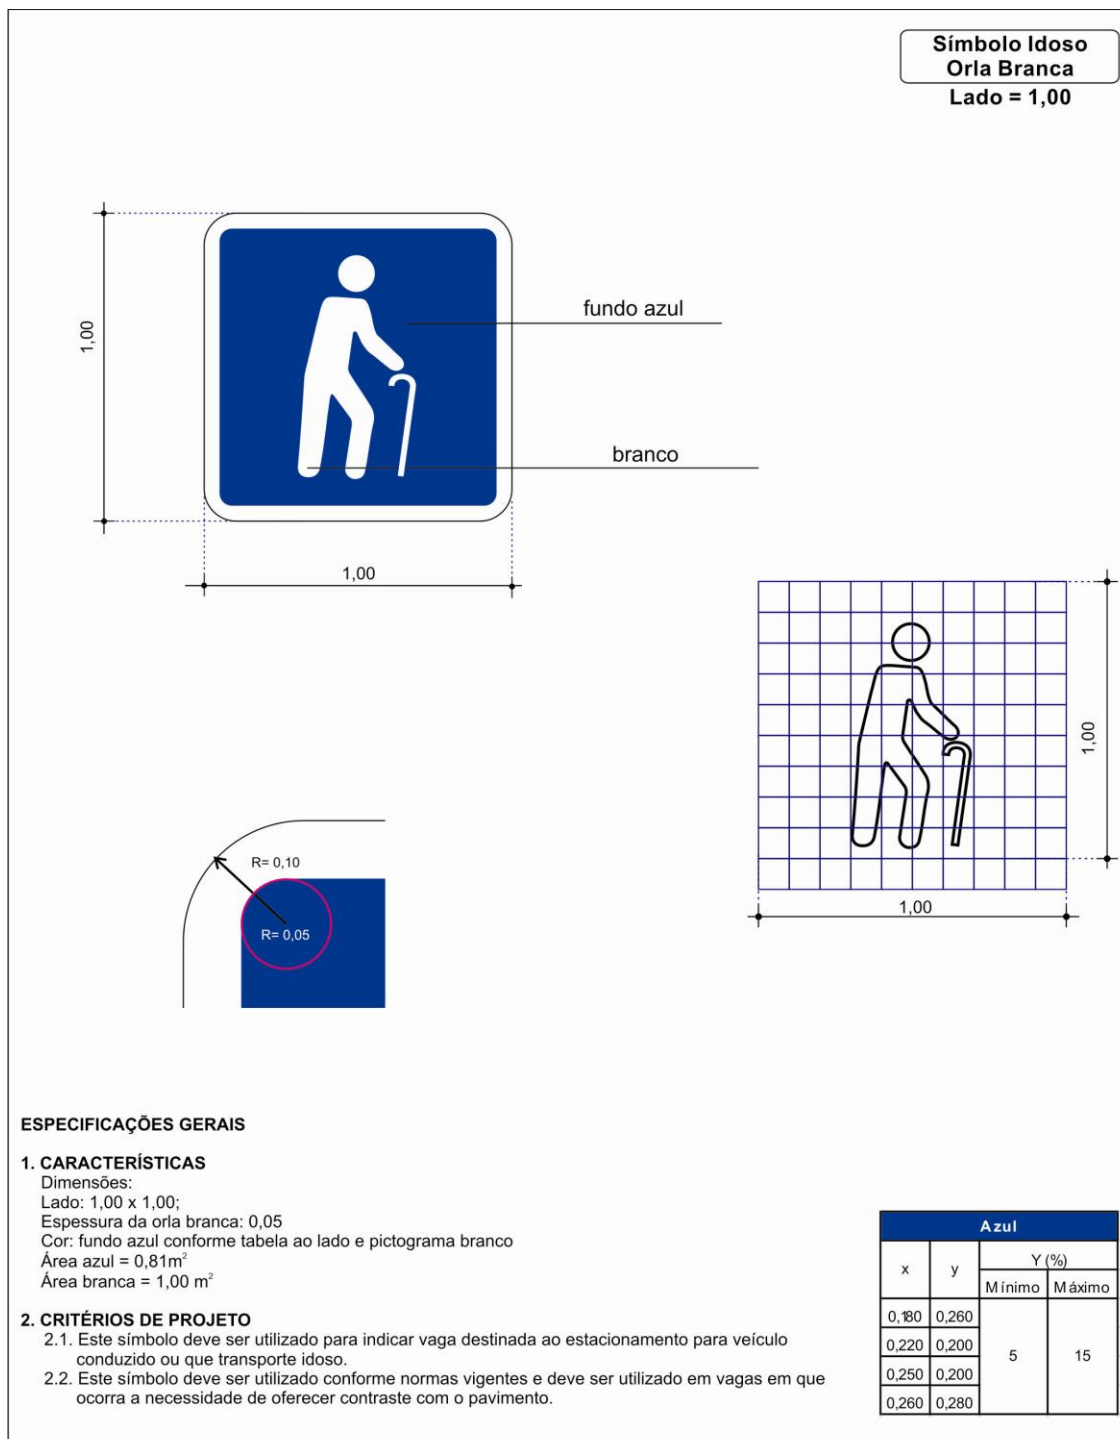 Símbolo Idoso
Orla Branca
Lado = 1,00
fundo azul
1,00
branco
1,00
1,00
1,00
R= 0,10
R= 0,05
ESPECIFICAÇÕES GERAIS
1. CARACTERÍSTICAS
Dimensões:
Lado: 1,00 x 1,00;
Espessura da orla branca: 0,05
Cor: fundo azul conforme tabela ao lado e pictograma branco
Área azul = 0,81m²
Área branca = 1,00 m²
2. CRITÉRIOS DE PROJETO
2.1. Este símbolo deve ser utilizado para indicar vaga destinada ao estacionamento para veículo
conduzido ou que transporte idoso.
2.2. Este símbolo deve ser utilizado conforme normas vigentes e deve ser utilizado em vagas em que
ocorra a necessidade de oferecer contraste com o pavimento.
Azul
x y Y (%)
Mínimo Máximo
0,180 0,260
0,220 0,200 5 15
0,250 0,200
0,260 0,280